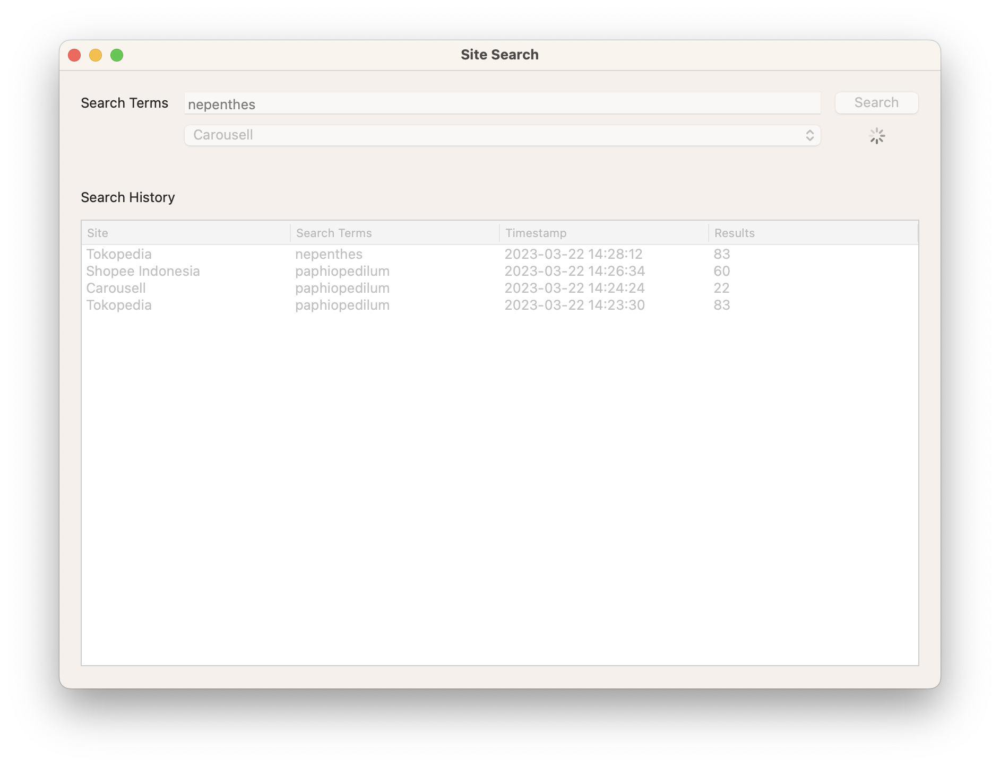 Site Search
Search Terms nepenthes Search
Carousell
Search History
Site Search Terms Timestamp Results
Tokopedia nepenthes 2023-03-22 14:28:12 83
Shopee Indonesia paphiopedilum 2023-03-22 14:26:34 60
Carousell paphiopedilum 2023-03-22 14:24:24 22
Tokopedia paphiopedilum 2023-03-22 14:23:30 83